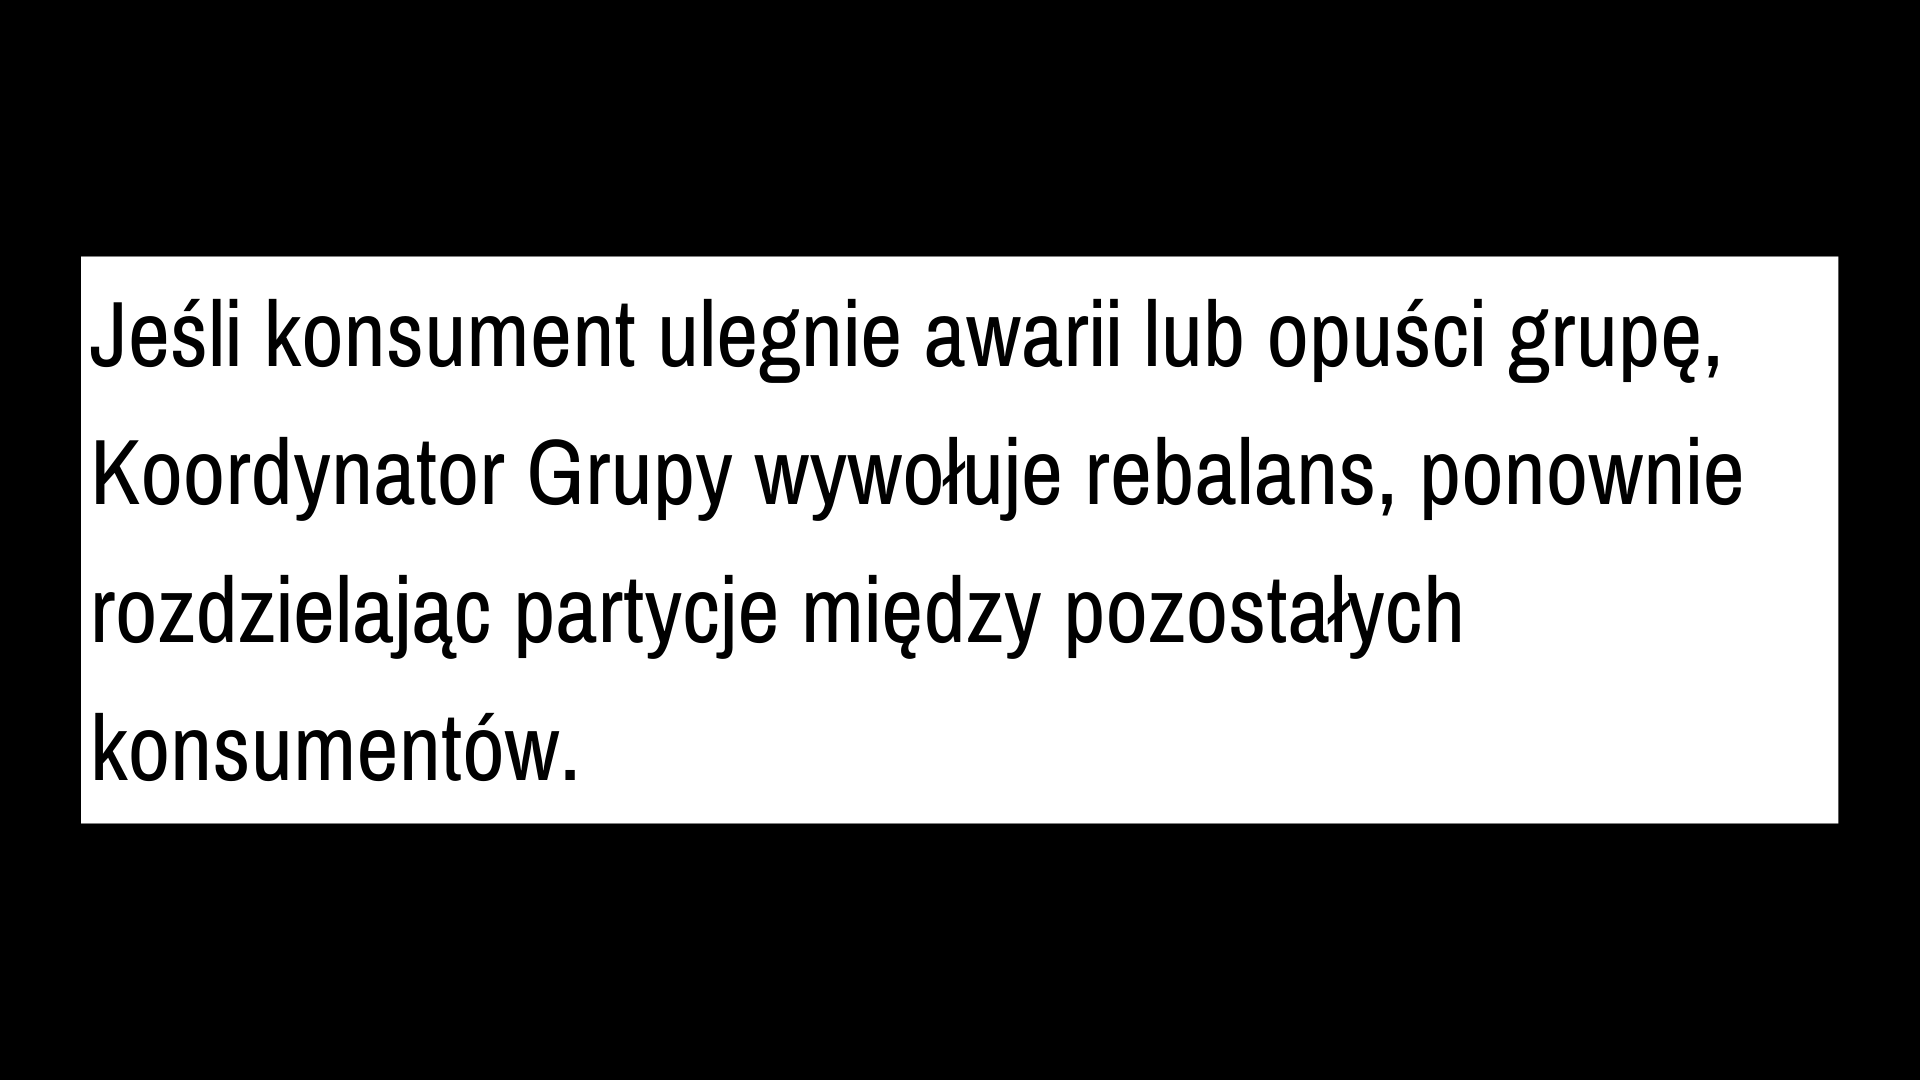 Jeśli konsument ulegnie awarii lub opuści grupę,
Koordynator Grupy wywołuje rebalans, ponownie
rozdzielając partycje między pozostałych
konsumentów.